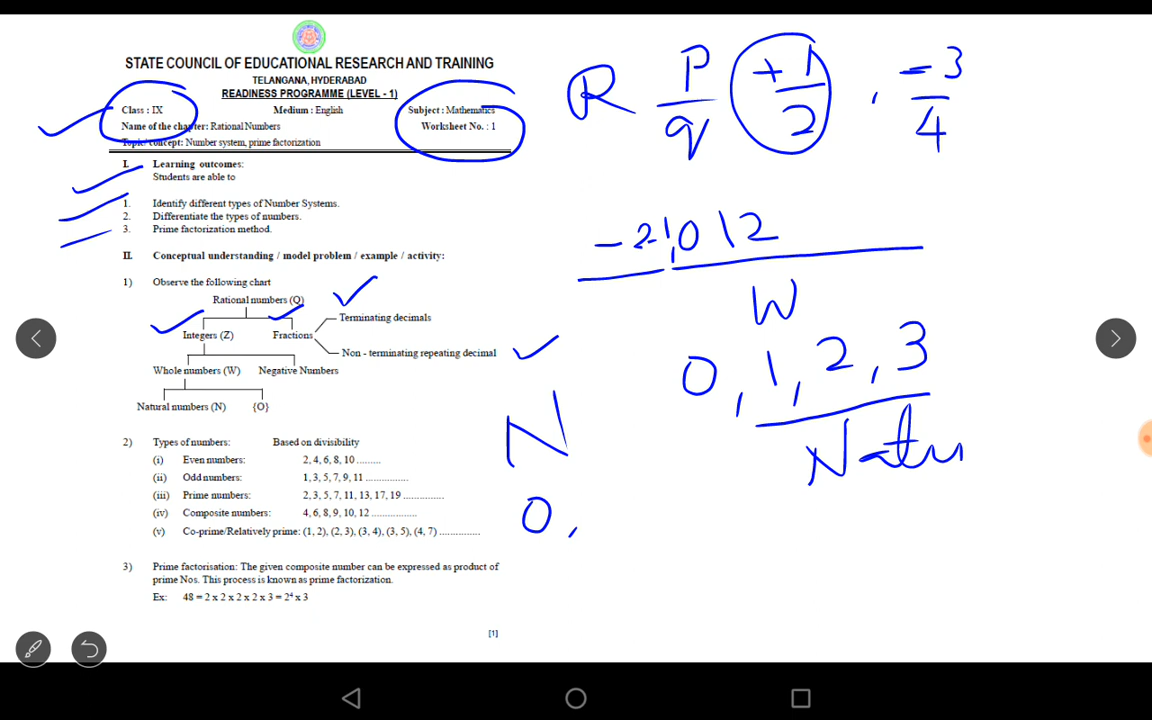 STATE COUNCIL OF EDUCATIONAL RESEARCH AND TRAINING
TELANGANA, HYDERABAD
READINESS PROGRAMME (LEVEL - 1)
Class : IX Medium : English Subject : Mathematics
Name of the chapter: Rational Numbers Worksheet No. : 1
Topic/concept: Number system, prime factorization
I. Learning outcomes:
Students are able to
1. Identify different types of Number Systems.
2. Differentiate the types of numbers.
3. Prime factorization method.
II. Conceptual understanding / model problem / example / activity:
1) Observe the following chart
Rational numbers (Q)
Terminating decimals
Integers (Z) Fractions
Non - terminating repeating decimal
Whole numbers (W) Negative Numbers
Natural numbers (N) {O}
2) Types of numbers: Based on divisibility
(i) Even numbers: 2, 4, 6, 8, 10 .........
(ii) Odd numbers: 1, 3, 5, 7, 9, 11 ................
(iii) Prime numbers: 2, 3, 5, 7, 11, 13, 17, 19 ...............
(iv) Composite numbers: 4, 6, 8, 9, 10, 12 .................
(v) Co-prime/Relatively prime: (1, 2), (2, 3), (3, 4), (3, 5), (4, 7) ...............
3) Prime factorisation: The given composite number can be expressed as product of
prime Nos. This process is known as prime factorization.
Ex: 48 = 2 x 2 x 2 x 2 x 3 = 2⁴ x 3
[1]
R p/q +1/2 , -3/4
-2-1,0 1 2
W
0, 1, 2, 3
N Natu
0,